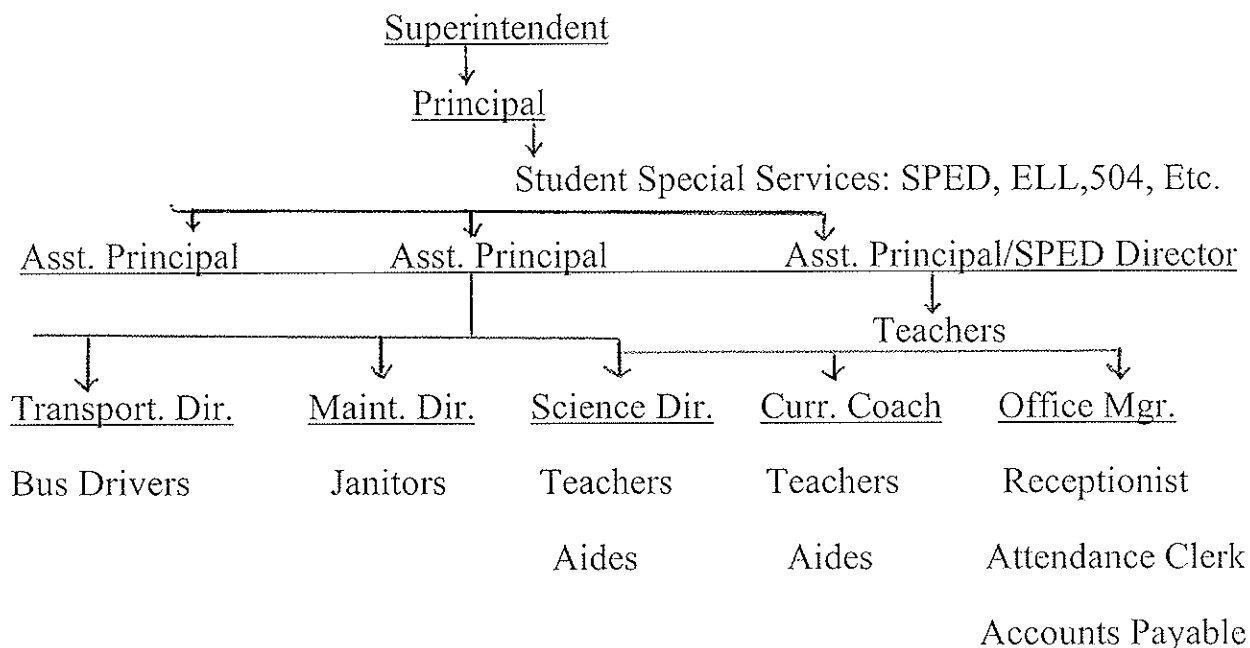 Superintendent
Principal
Student Special Services: SPED, ELL,504, Etc.
Asst. Principal Asst. Principal Asst. Principal/SPED Director
Teachers
Transport. Dir. Maint. Dir. Science Dir. Curr. Coach Office Mgr.
Bus Drivers Janitors Teachers Teachers Receptionist
Aides Aides Attendance Clerk
Accounts Payable